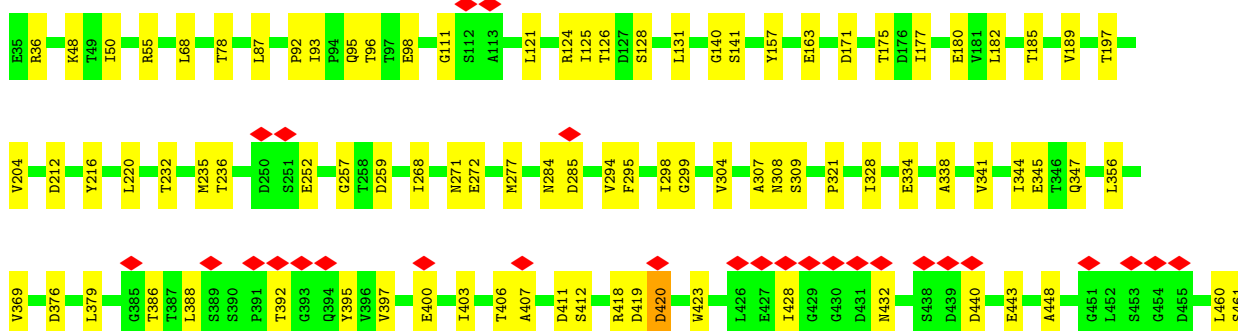 E35 R36 K48 T49 I50 R55 L68 T78 L87 P92 I93 P94 Q95 T96 T97 E98 G111 S112 A113 L121 R124 I125 T126 D127 S128 L131 G140 S141 Y157 E163 D171 T175 D176 I177 E180 V181 L182 T185 V189 T197
V204 D212 Y216 L220 T232 M235 T236 D250 S251 E252 G257 T258 D259 I268 N271 E272 M277 N284 D285 V294 F295 I298 G299 V304 A307 N308 S309 P321 I328 E334 A338 V341 I344 E345 T346 Q347 L356
V369 D376 L379 G385 T386 T387 L388 S389 S390 P391 T392 G393 Q394 Y395 V396 V397 E400 I403 T406 A407 D411 S412 R418 D419 D420 W423 L426 E427 I428 G429 G430 D431 N432 S438 D439 D440 E443 A448 G451 L452 S453 G454 D455 L460 S461